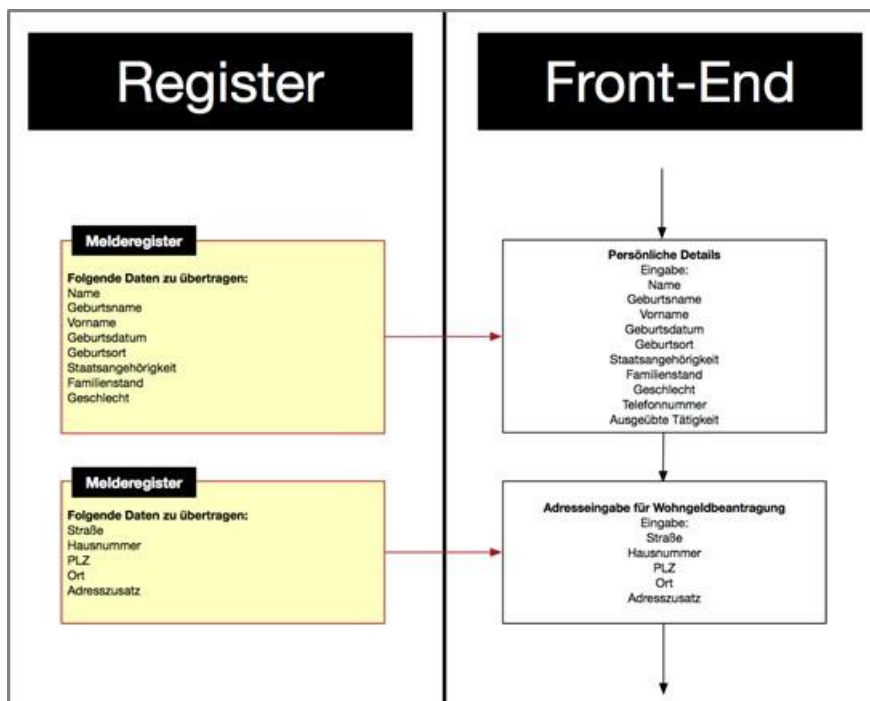 Register
Front-End
Melderegister
Folgende Daten zu übertragen:
Name
Geburtsname
Vorname
Geburtsdatum
Geburtsort
Staatsangehörigkeit
Familienstand
Geschlecht
Persönliche Details
Eingabe:
Name
Geburtsname
Vorname
Geburtsdatum
Geburtsort
Staatsangehörigkeit
Familienstand
Geschlecht
Telefonnummer
Ausgeübte Tätigkeit
Melderegister
Folgende Daten zu übertragen:
Straße
Hausnummer
PLZ
Ort
Adresszusatz
Adresseingabe für Wohngeldbeantragung
Eingabe:
Straße
Hausnummer
PLZ
Ort
Adresszusatz